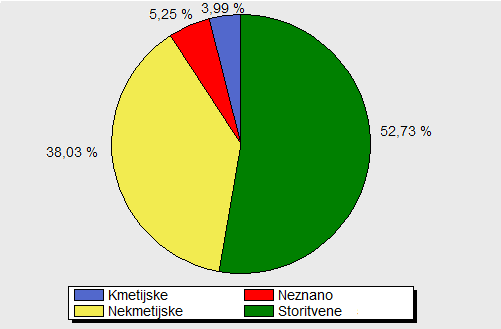 3,99 %
5,25 %
52,73 %
38,03 %
Kmetijske Neznano
Nekmetijske Storitvene